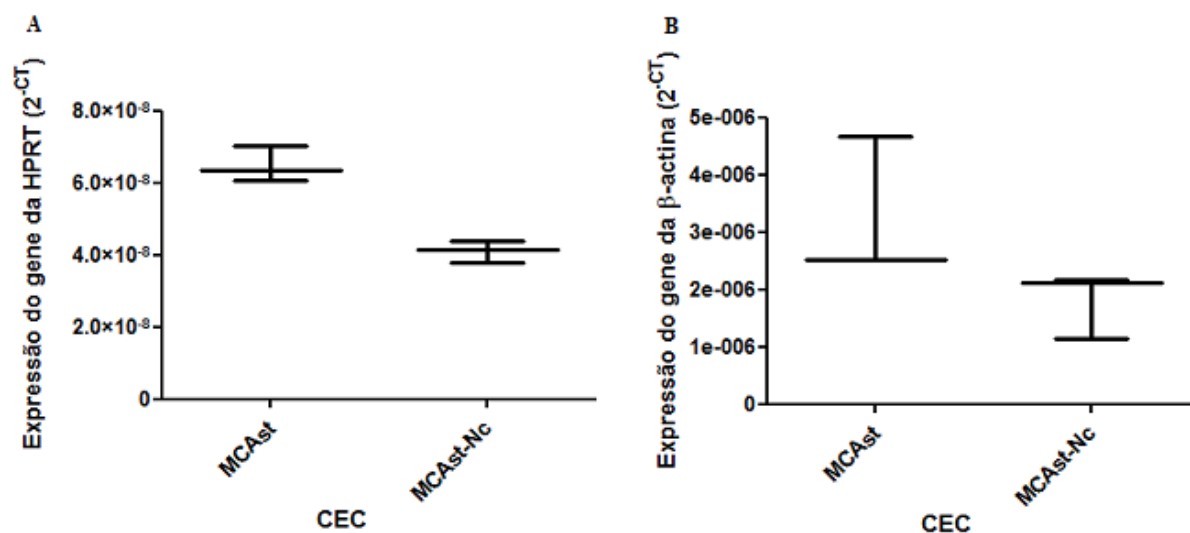 A
Expressão do gene da HPRT (2^-CT)
8.0×10^-8
6.0×10^-8
4.0×10^-8
2.0×10^-8
0
MCAst
MCAst-Nc
CEC
B
Expressão do gene da β-actina (2^-CT)
5e-006
4e-006
3e-006
2e-006
1e-006
0
MCAst
MCAst-Nc
CEC